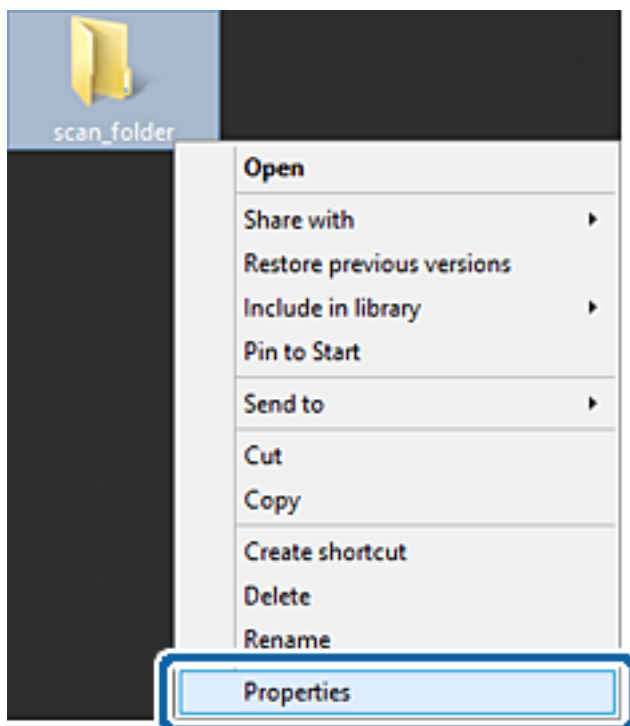 scan_folder
Open
Share with
Restore previous versions
Include in library
Pin to Start
Send to
Cut
Copy
Create shortcut
Delete
Rename
Properties